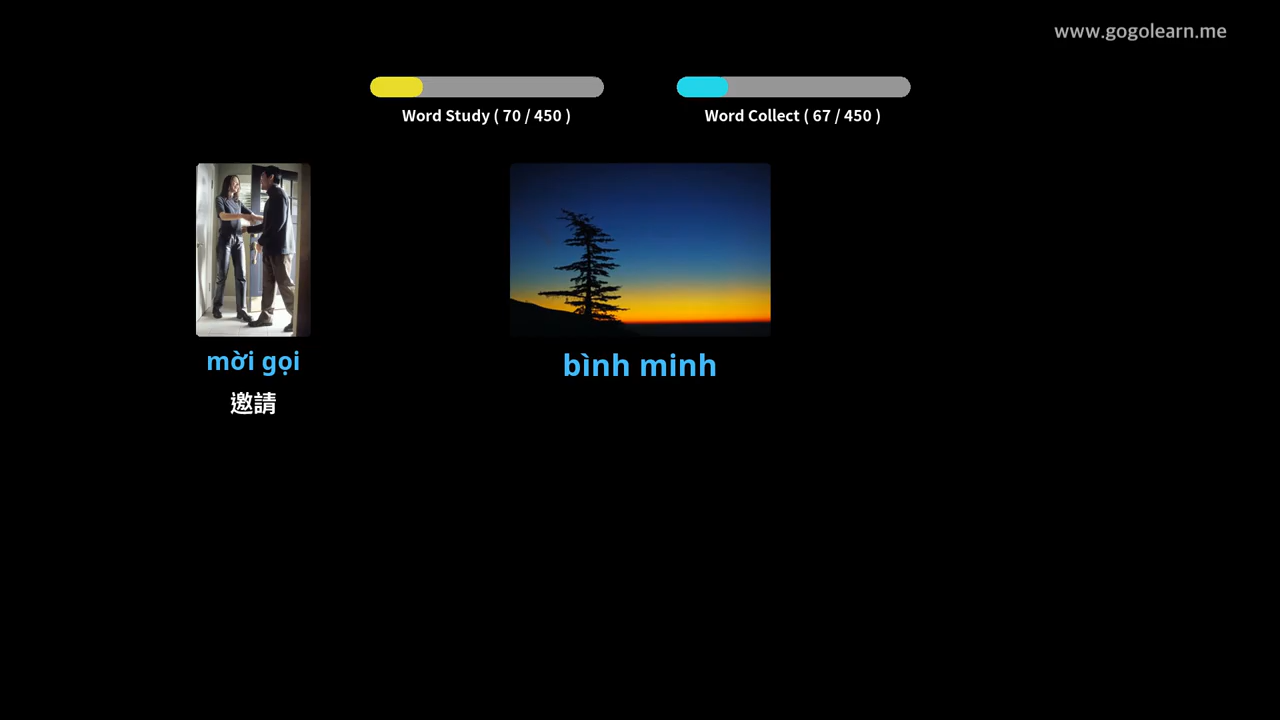 www.gogolearn.me
Word Study ( 70 / 450 )
Word Collect ( 67 / 450 )
mời gọi
邀請
bình minh